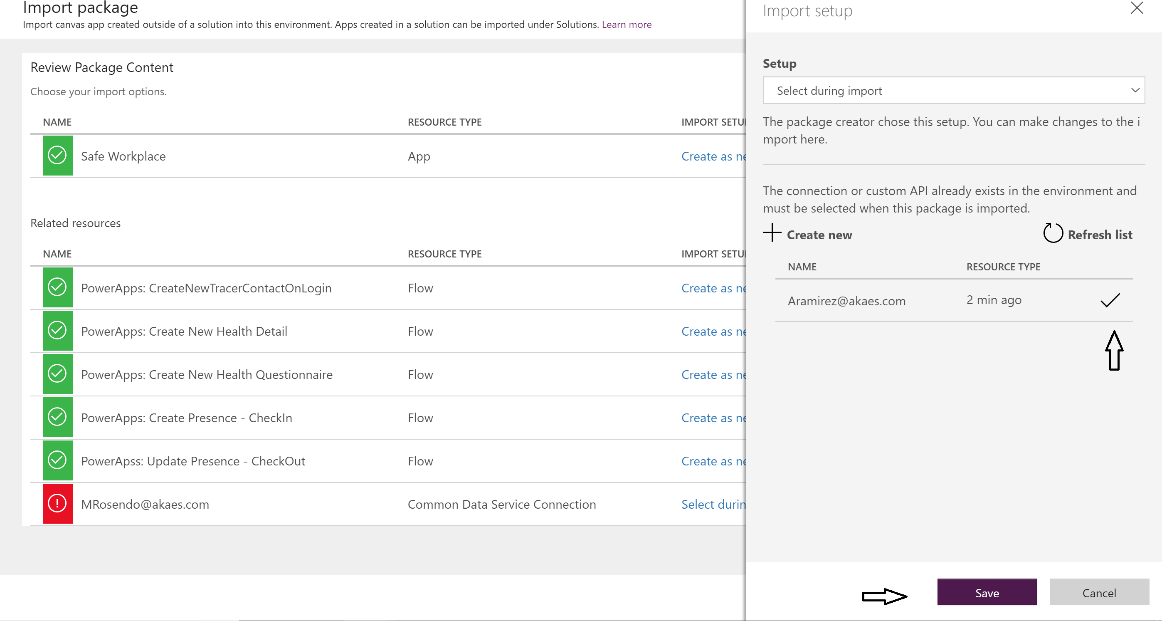 Import package
Import canvas app created outside of a solution into this environment. Apps created in a solution can be imported under Solutions. Learn more
Review Package Content
Choose your import options.
NAME RESOURCE TYPE IMPORT SETU
Safe Workplace App Create as ne
Related resources
NAME RESOURCE TYPE IMPORT SETU
PowerApps: CreateNewTracerContactOnLogin Flow Create as ne
PowerApps: Create New Health Detail Flow Create as ne
PowerApps: Create New Health Questionnaire Flow Create as ne
PowerApps: Create Presence - CheckIn Flow Create as ne
PowerApss: Update Presence - CheckOut Flow Create as ne
MRosendo@akaes.com Common Data Service Connection Select durin
Import setup
Setup
Select during import
The package creator chose this setup. You can make changes to the i
mport here.
The connection or custom API already exists in the environment and
must be selected when this package is imported.
Create new Refresh list
NAME RESOURCE TYPE
Aramirez@akaes.com 2 min ago
Save Cancel